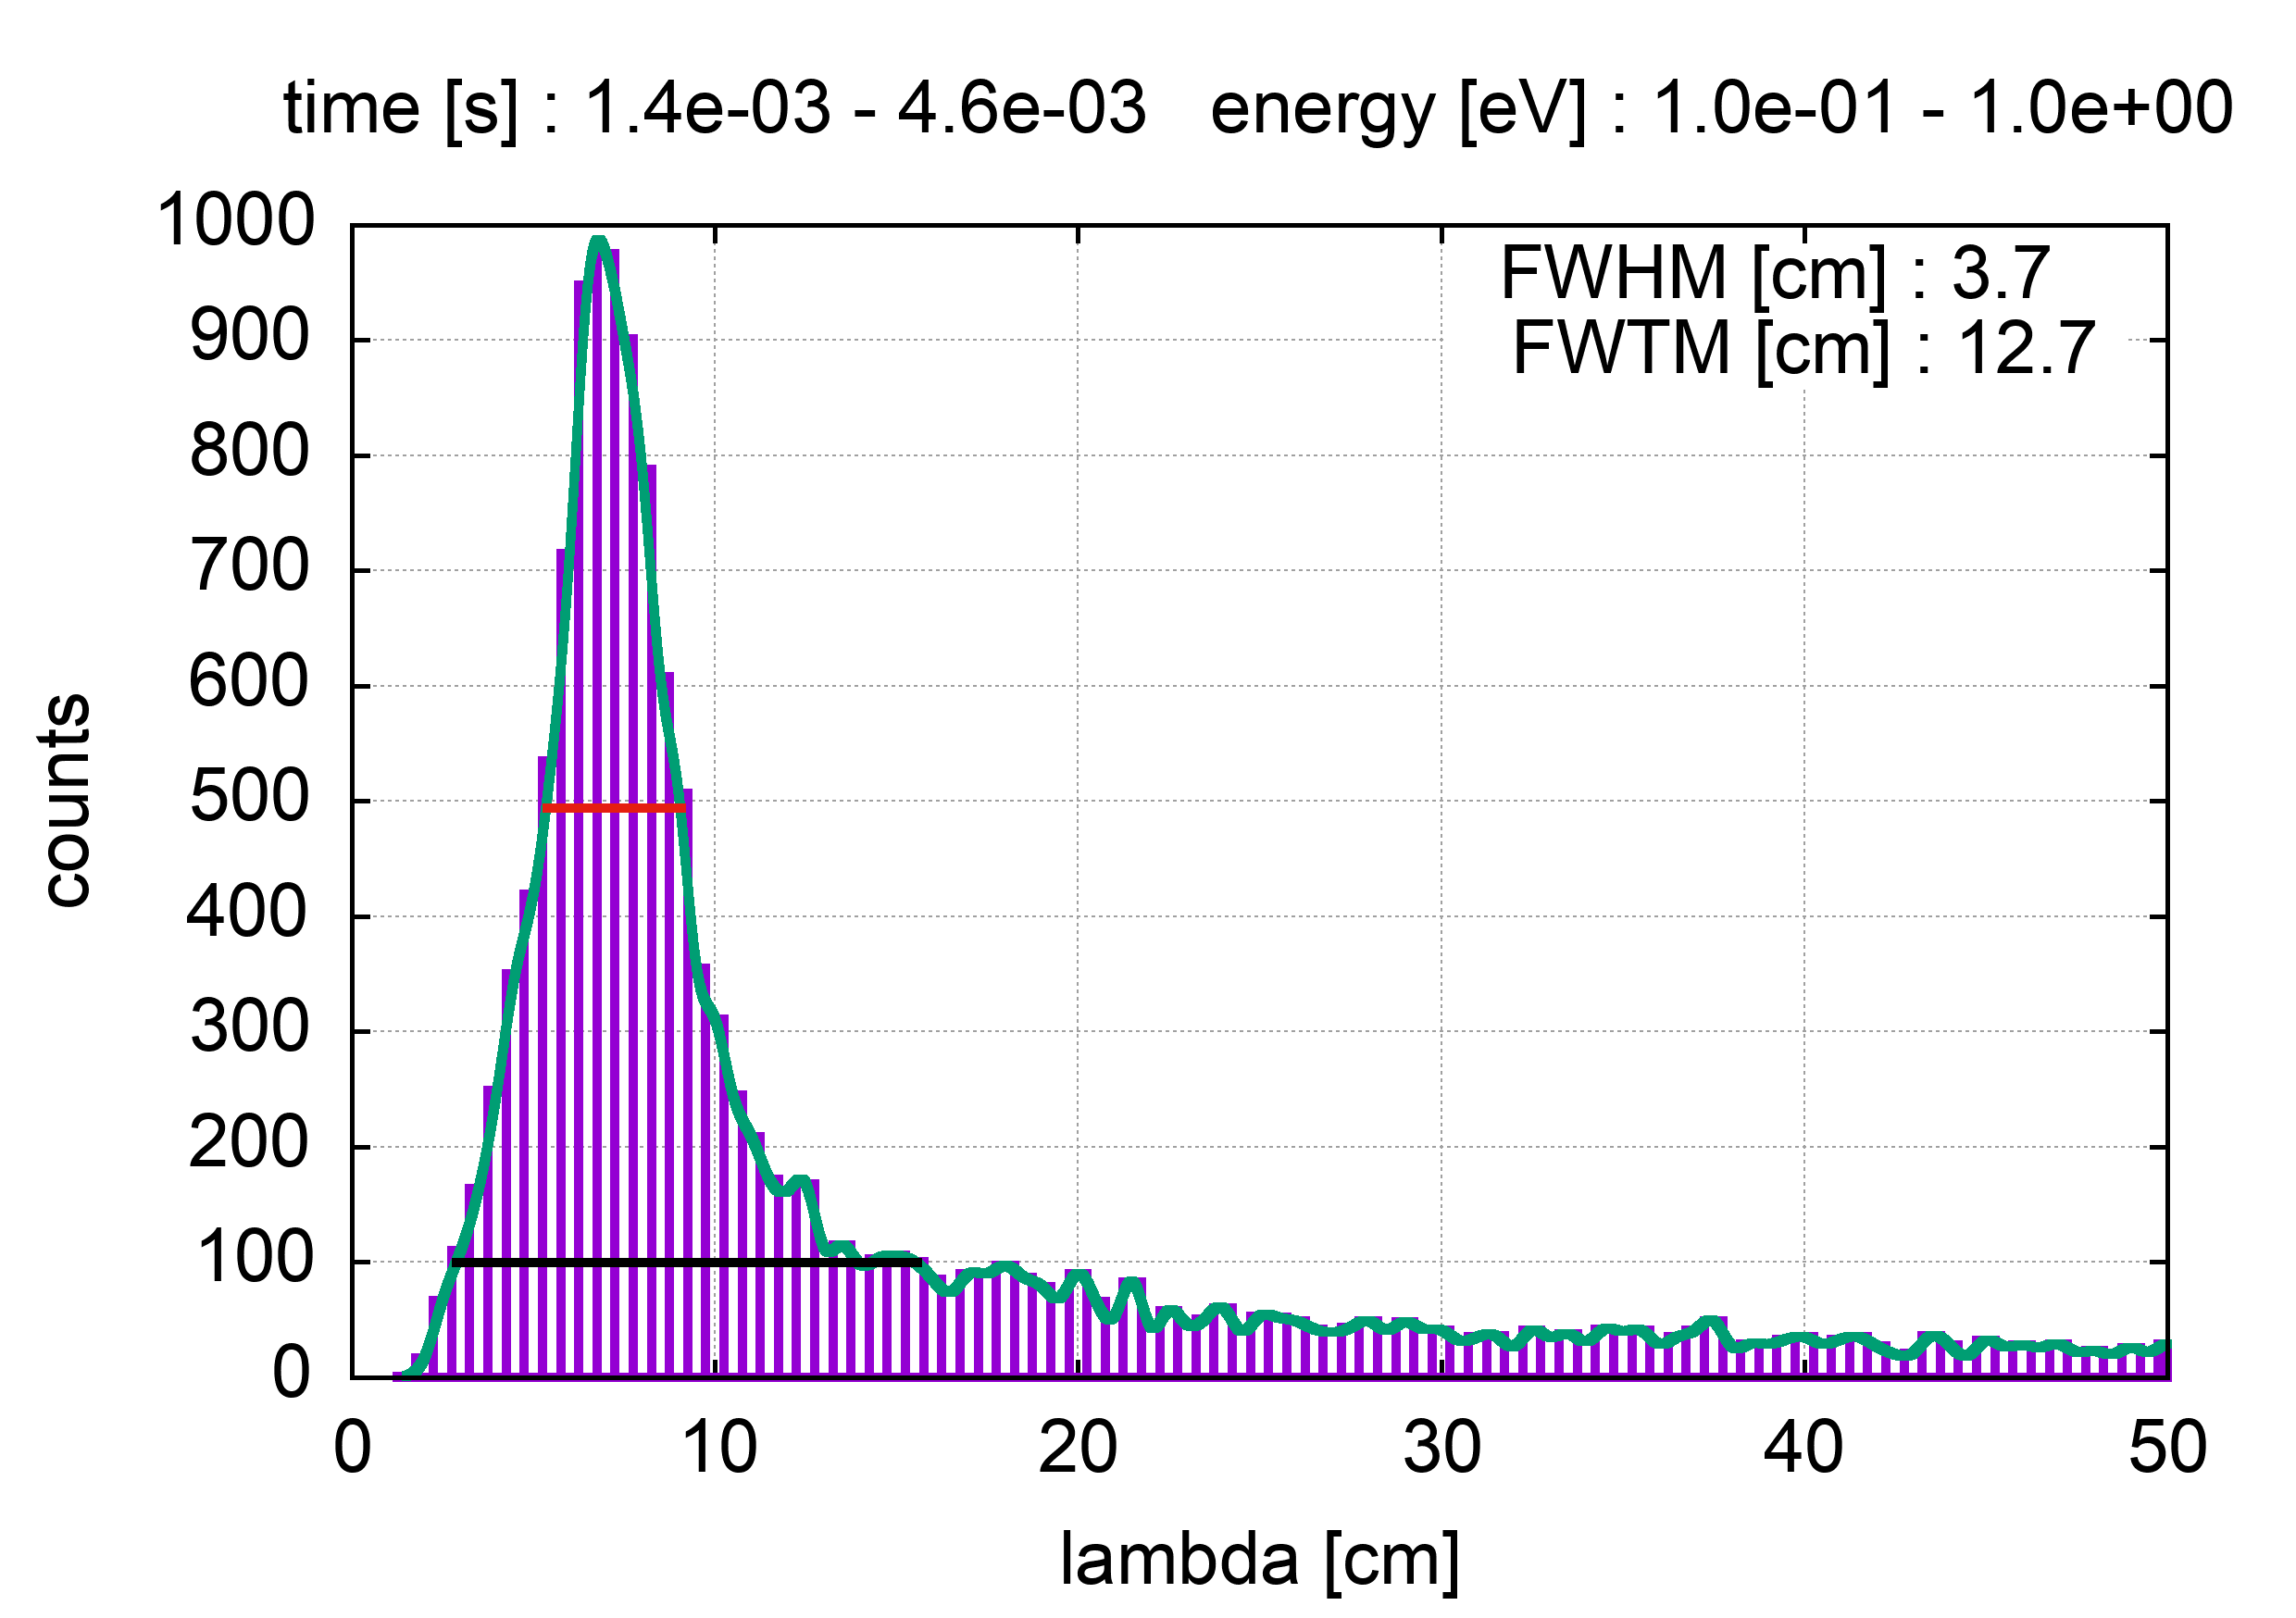 time [s] : 1.4e-03 - 4.6e-03   energy [eV] : 1.0e-01 - 1.0e+00
FWHM [cm] : 3.7
FWTM [cm] : 12.7
1000
900
800
700
600
500
400
300
200
100
0
counts
0 10 20 30 40 50
lambda [cm]